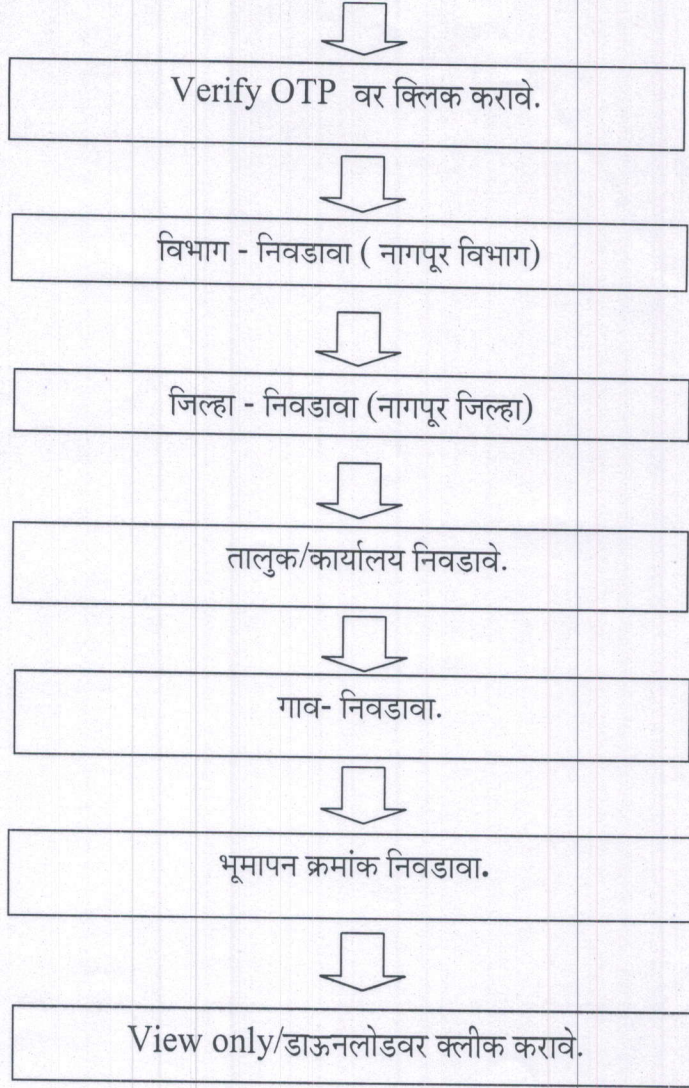 Verify OTP वर क्लिक करावे.
विभाग - निवडावा ( नागपूर विभाग)
जिल्हा - निवडावा (नागपूर जिल्हा)
तालुक/कार्यालय निवडावे.
गाव- निवडावा.
भूमापन क्रमांक निवडावा.
View only/डाऊनलोडवर क्लीक करावे.